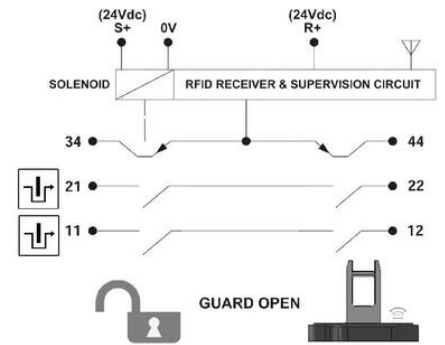 (24Vdc) (24Vdc)
S+ 0V R+
SOLENOID RFID RECEIVER & SUPERVISION CIRCUIT
34 44
21 22
11 12
GUARD OPEN